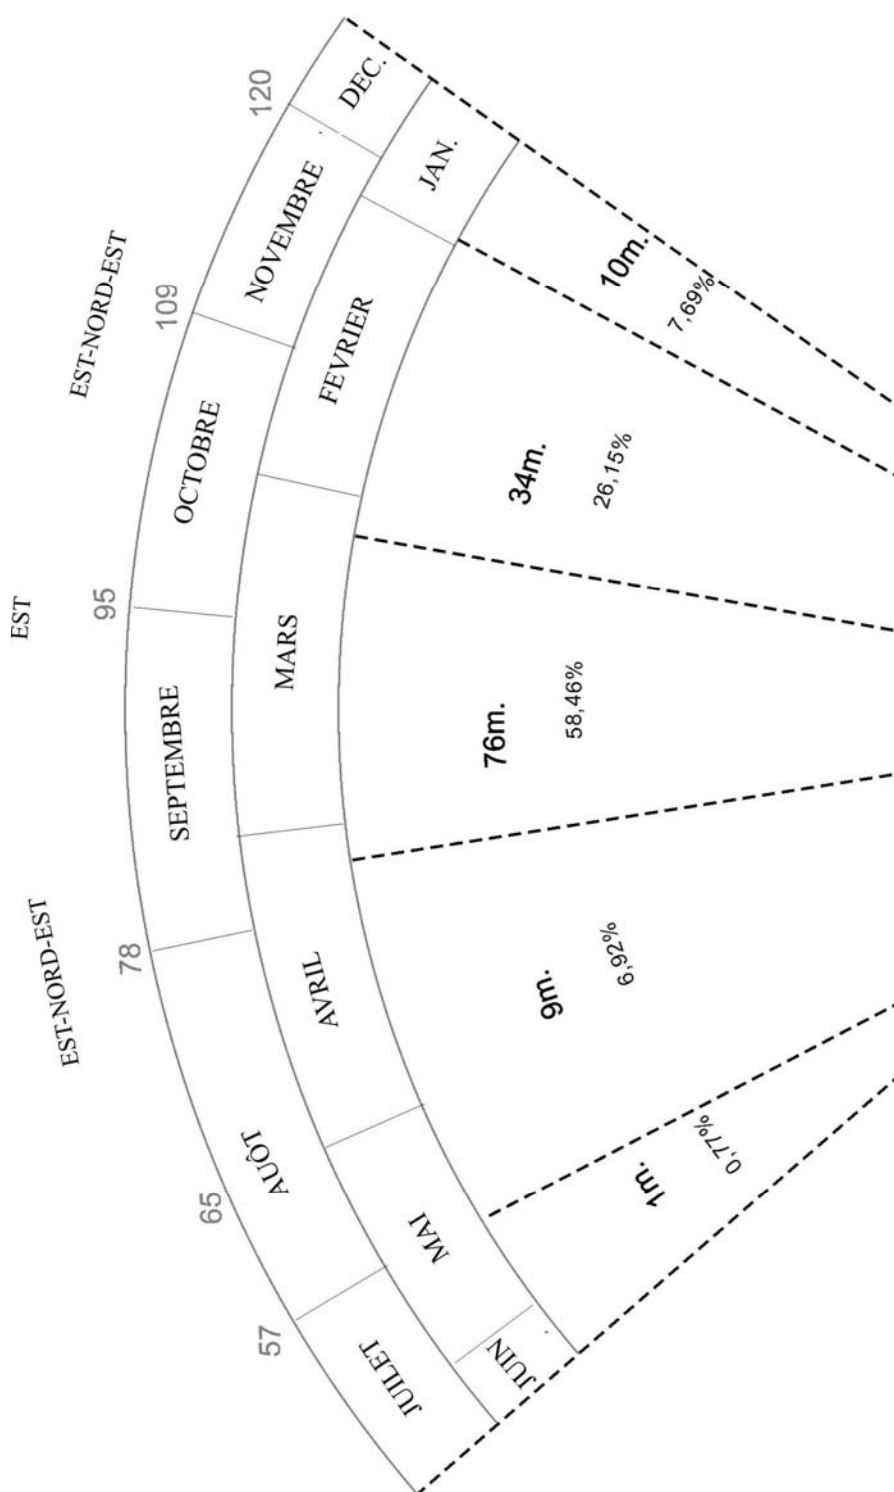 120
DEC.
JAN.
NOVEMBRE
EST-NORD-EST
109
FEVRIER
10m.
7,69%
OCTOBRE
34m.
26,15%
EST
95
MARS
SEPTEMBRE
76m.
58,46%
EST-NORD-EST
78
AVRIL
9m.
6,92%
AUÔT
65
MAI
1m.
0,77%
57
JUILET
JUIN